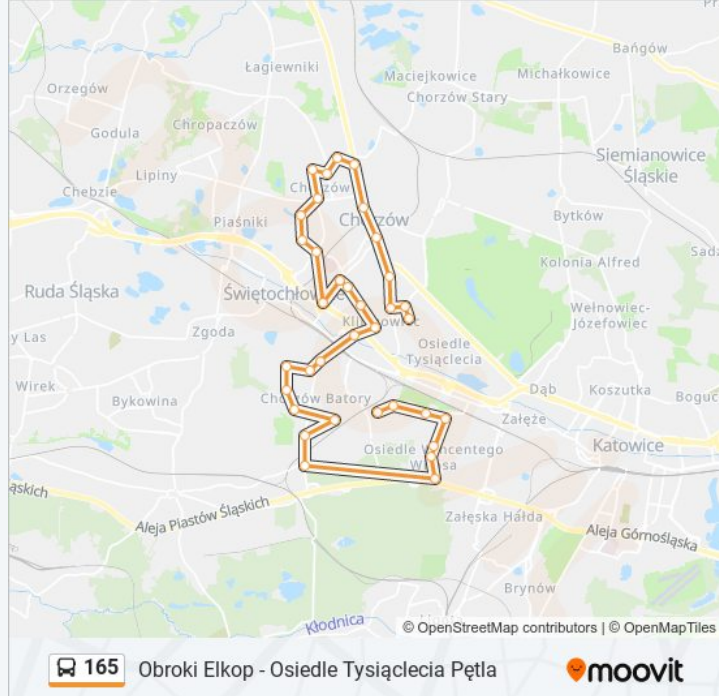 Bańgów
Łagiewniki
Maciejkowice
Michałkowice
Chorzów Stary
Orzegów
Godula
Chropaczów
Siemianowice
Śląskie
Lipiny
Chebzie
Chorzów
Bytków
Piaśniki
Kolonia Alfred
Ruda Śląska
Świętochłowice
Wełnowiec-
Józefowiec
y Las
Zgoda
Klimzowiec
Osiedle
Tysiąclecia
Wirek
Bykowina
Chorzów Batory
Dąb
Koszutka
Boguc
Załęże
Katowice
Osiedle Wincentego
Witosa
ąskich
Aleja Piastów Śląskich
Załęska Hałda
Aleja Górnośląska
Brynów
Kłodnica
© OpenStreetMap contributors | © OpenMapTiles
165 Obroki Elkop - Osiedle Tysiąclecia Pętla
moovit